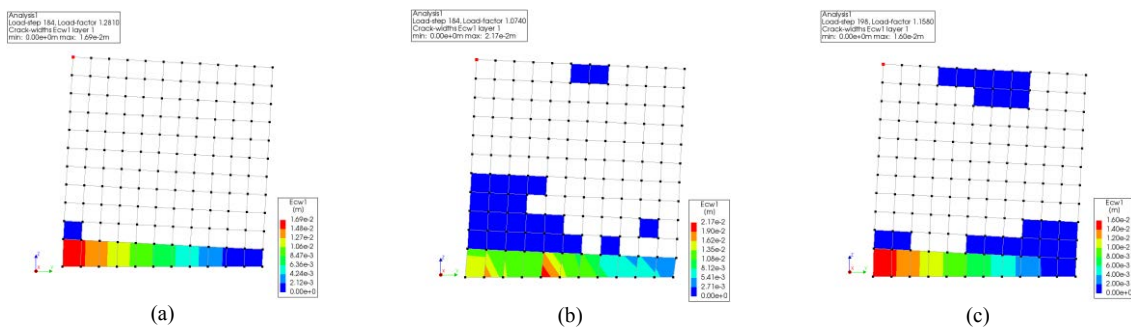 Analysis1
Load-step 184, Load-factor 1.2810
Crack-widths Ecw1 layer 1
min: 0.00e+0m max: 1.69e-2m
Ecw1
(m)
1.69e-2
1.48e-2
1.27e-2
1.06e-2
8.47e-3
6.36e-3
4.24e-3
2.12e-3
0.00e+0
(a)
Analysis1
Load-step 184, Load-factor 1.0740
Crack-widths Ecw1 layer 1
min: 0.00e+0m max: 2.17e-2m
Ecw1
(m)
2.17e-2
1.90e-2
1.62e-2
1.35e-2
1.08e-2
8.12e-3
5.41e-3
2.71e-3
0.00e+0
(b)
Analysis1
Load-step 198, Load-factor 1.1580
Crack-widths Ecw1 layer 1
min: 0.00e+0m max: 1.60e-2m
Ecw1
(m)
1.60e-2
1.40e-2
1.20e-2
1.00e-2
8.00e-3
6.00e-3
4.00e-3
2.00e-3
0.00e+0
(c)